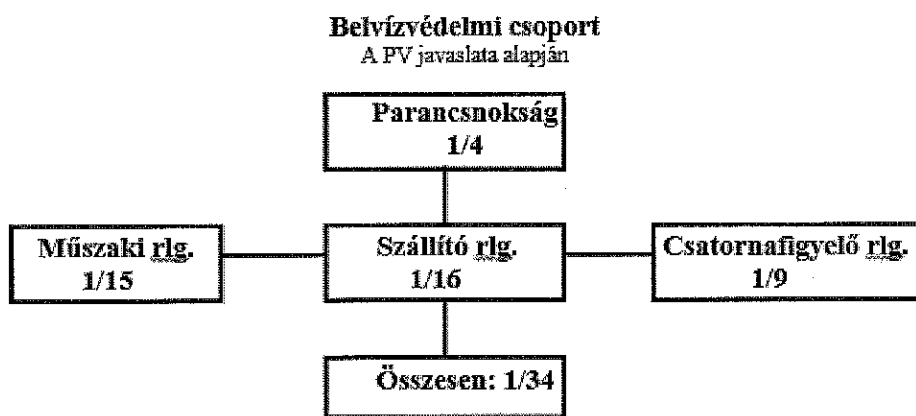 Belvízvédelmi csoport
A PV javaslata alapján
Parancsnokság
1/4
Műszaki rlg.
1/15
Szállító rlg.
1/16
Csatornafigyelő rlg.
1/9
Összesen: 1/34